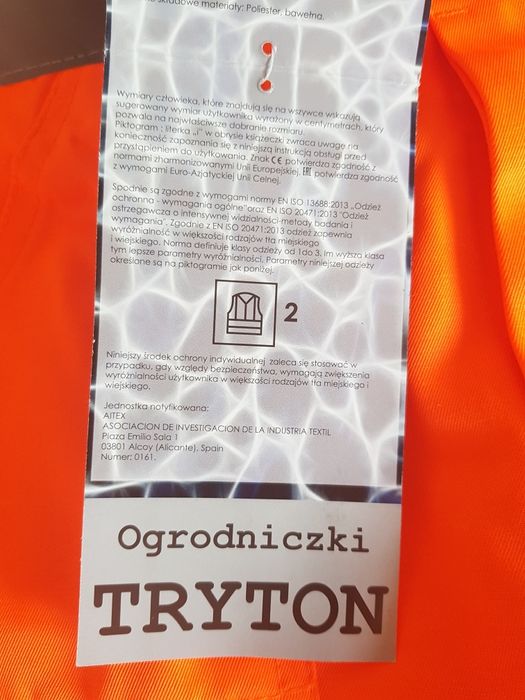 składowe materiały: Poliester, bawełna.
Wymiary człowieka, które znajdują się na wszywce wskazują
sugerowany wymiar użytkownika wyrażony w centymetrach, który
pozwala na najwłaściwsze dobranie rozmiaru.
Piktogram : literka „i" w obrysie książeczki zwraca uwagę na
konieczność zapoznania się z niniejszą instrukcją obsługi przed
przystąpieniem do użytkowania. Znak CE potwierdza zgodność z
normami zharmonizowanymi Unii Europejskiej. EAC potwierdza zgodność
z wymogami Euro-Azjatyckiej Unii Celnej.
Spodnie są zgodne z wymogami normy EN ISO 13688:2013 „Odzież
ochronna - wymagania ogólne" oraz EN ISO 20471:2013 "Odzież
ostrzegawcza o intensywnej widzialności-metody badania i
wymagania". Zgodnie z EN ISO 20471:2013 odzież zapewnia
wyróżnialność w większości rodzajów tła miejskiego
i wiejskiego. Norma definiuje klasy odzieży od 1do 3. Im wyższa klasa
tym lepsze parametry wyróżnialności. Parametry niniejszej odzieży
określane są na piktogramie jak poniżej.
2
Niniejszy środek ochrony indywidualnej zaleca się stosować w
przypadku, gdy względy bezpieczeństwa, wymagają zwiększenia
wyróżnialności użytkownika w większości rodzajów tła miejskiego i
wiejskiego.
Jednostka notyfikowana:
AITEX
ASOCIACION DE INVESTIGACION DE LA INDUSTRIA TEXTIL
Plaza Emilio Sala 1
03801 Alcoy (Alicante), Spain
Numer: 0161.
Ogrodniczki
TRYTON